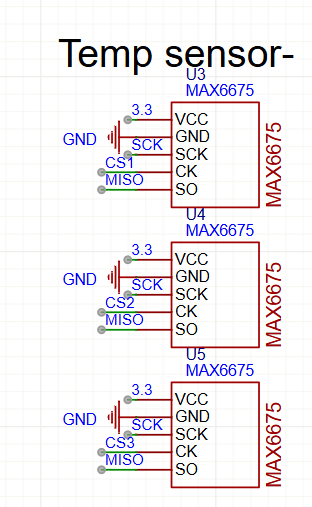 Temp sensor-
U3
MAX6675
3.3 VCC
GND GND
SCK SCK
CS1 CK
MISO SO
MAX6675
U4
MAX6675
3.3 VCC
GND GND
SCK SCK
CS2 CK
MISO SO
MAX6675
U5
MAX6675
3.3 VCC
GND GND
SCK SCK
CS3 CK
MISO SO
MAX6675